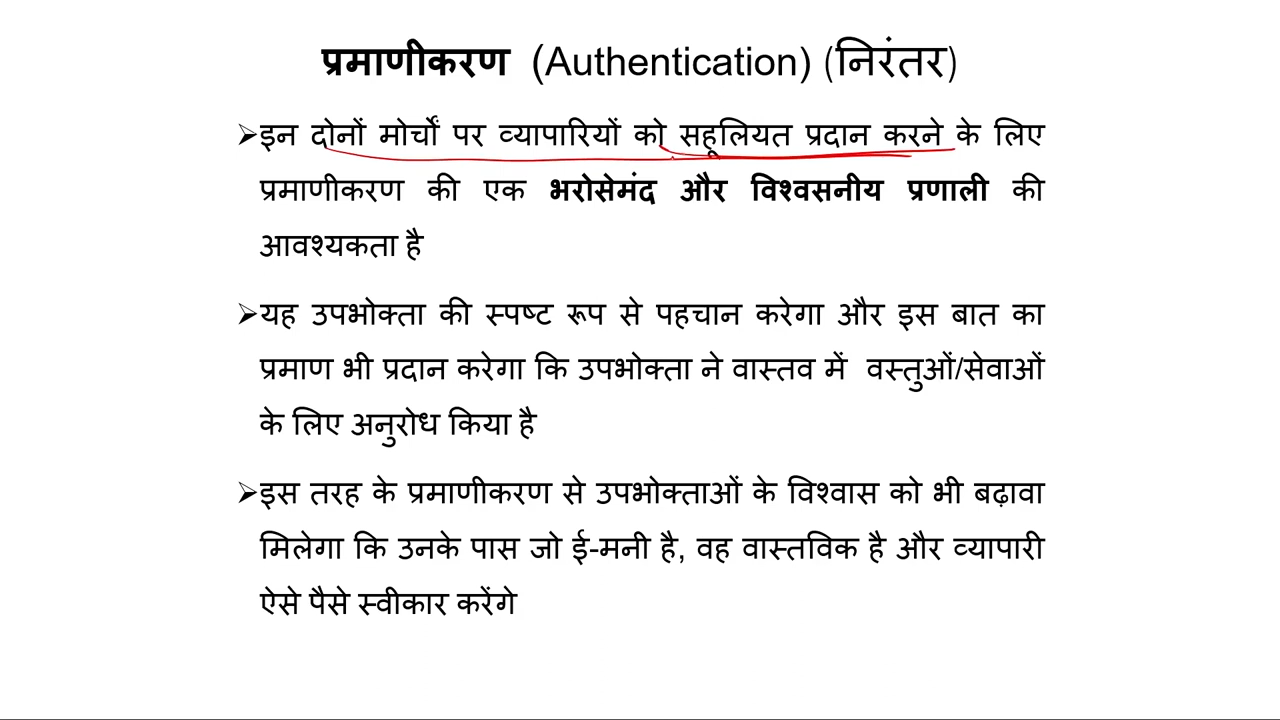 प्रमाणीकरण (Authentication) (निरंतर)
➢इन दोनों मोर्चों पर व्यापारियों को सहूलियत प्रदान करने के लिए
प्रमाणीकरण की एक भरोसेमंद और विश्वसनीय प्रणाली की
आवश्यकता है
➢यह उपभोक्ता की स्पष्ट रूप से पहचान करेगा और इस बात का
प्रमाण भी प्रदान करेगा कि उपभोक्ता ने वास्तव में वस्तुओं/सेवाओं
के लिए अनुरोध किया है
➢इस तरह के प्रमाणीकरण से उपभोक्ताओं के विश्वास को भी बढ़ावा
मिलेगा कि उनके पास जो ई-मनी है, वह वास्तविक है और व्यापारी
ऐसे पैसे स्वीकार करेंगे